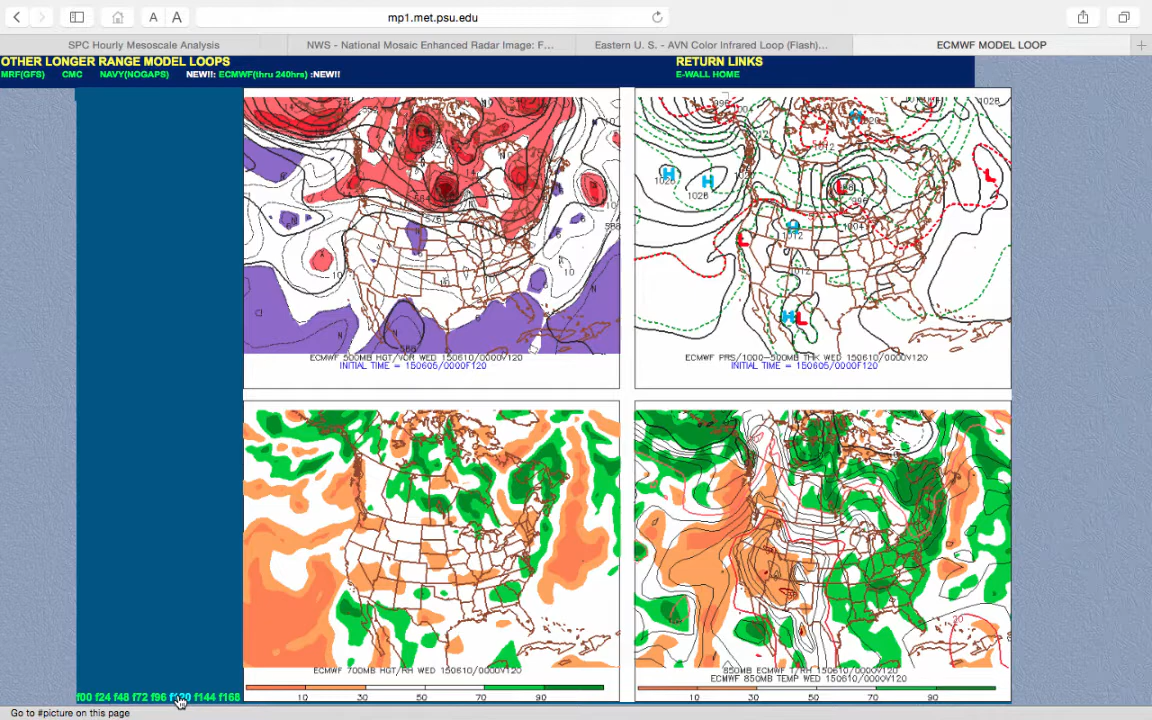 A A mp1.met.psu.edu
SPC Hourly Mesoscale Analysis NWS - National Mosaic Enhanced Radar Image: F... Eastern U. S. - AVN Color Infrared Loop (Flash)... ECMWF MODEL LOOP
OTHER LONGER RANGE MODEL LOOPS RETURN LINKS
MRF(GFS) CMC NAVY(NOGAPS) NEW!!: ECMWF(thru 240hrs) :NEW!! E-WALL HOME
ECMWF 500MB HGT/VOR WED 150610/0000V120
INITIAL TIME = 150605/0000F120
1028
H
H
1028
H
L
996
1004
L
H
1012
H L
L
ECMWF PRS/1000-500MB THK WED 150610/0000V120
INITIAL TIME = 150605/0000F120
ECMWF 700MB HGT/RH WED 150610/0000V120
10 30 50 70 90
850MB ECMWF T/RH WED 150610/0000V120
ECMWF 850MB TEMP WED 150610/0000V120
10 30 50 70 90
f00 f24 f48 f72 f96 f120 f144 f168
Go to #picture on this page